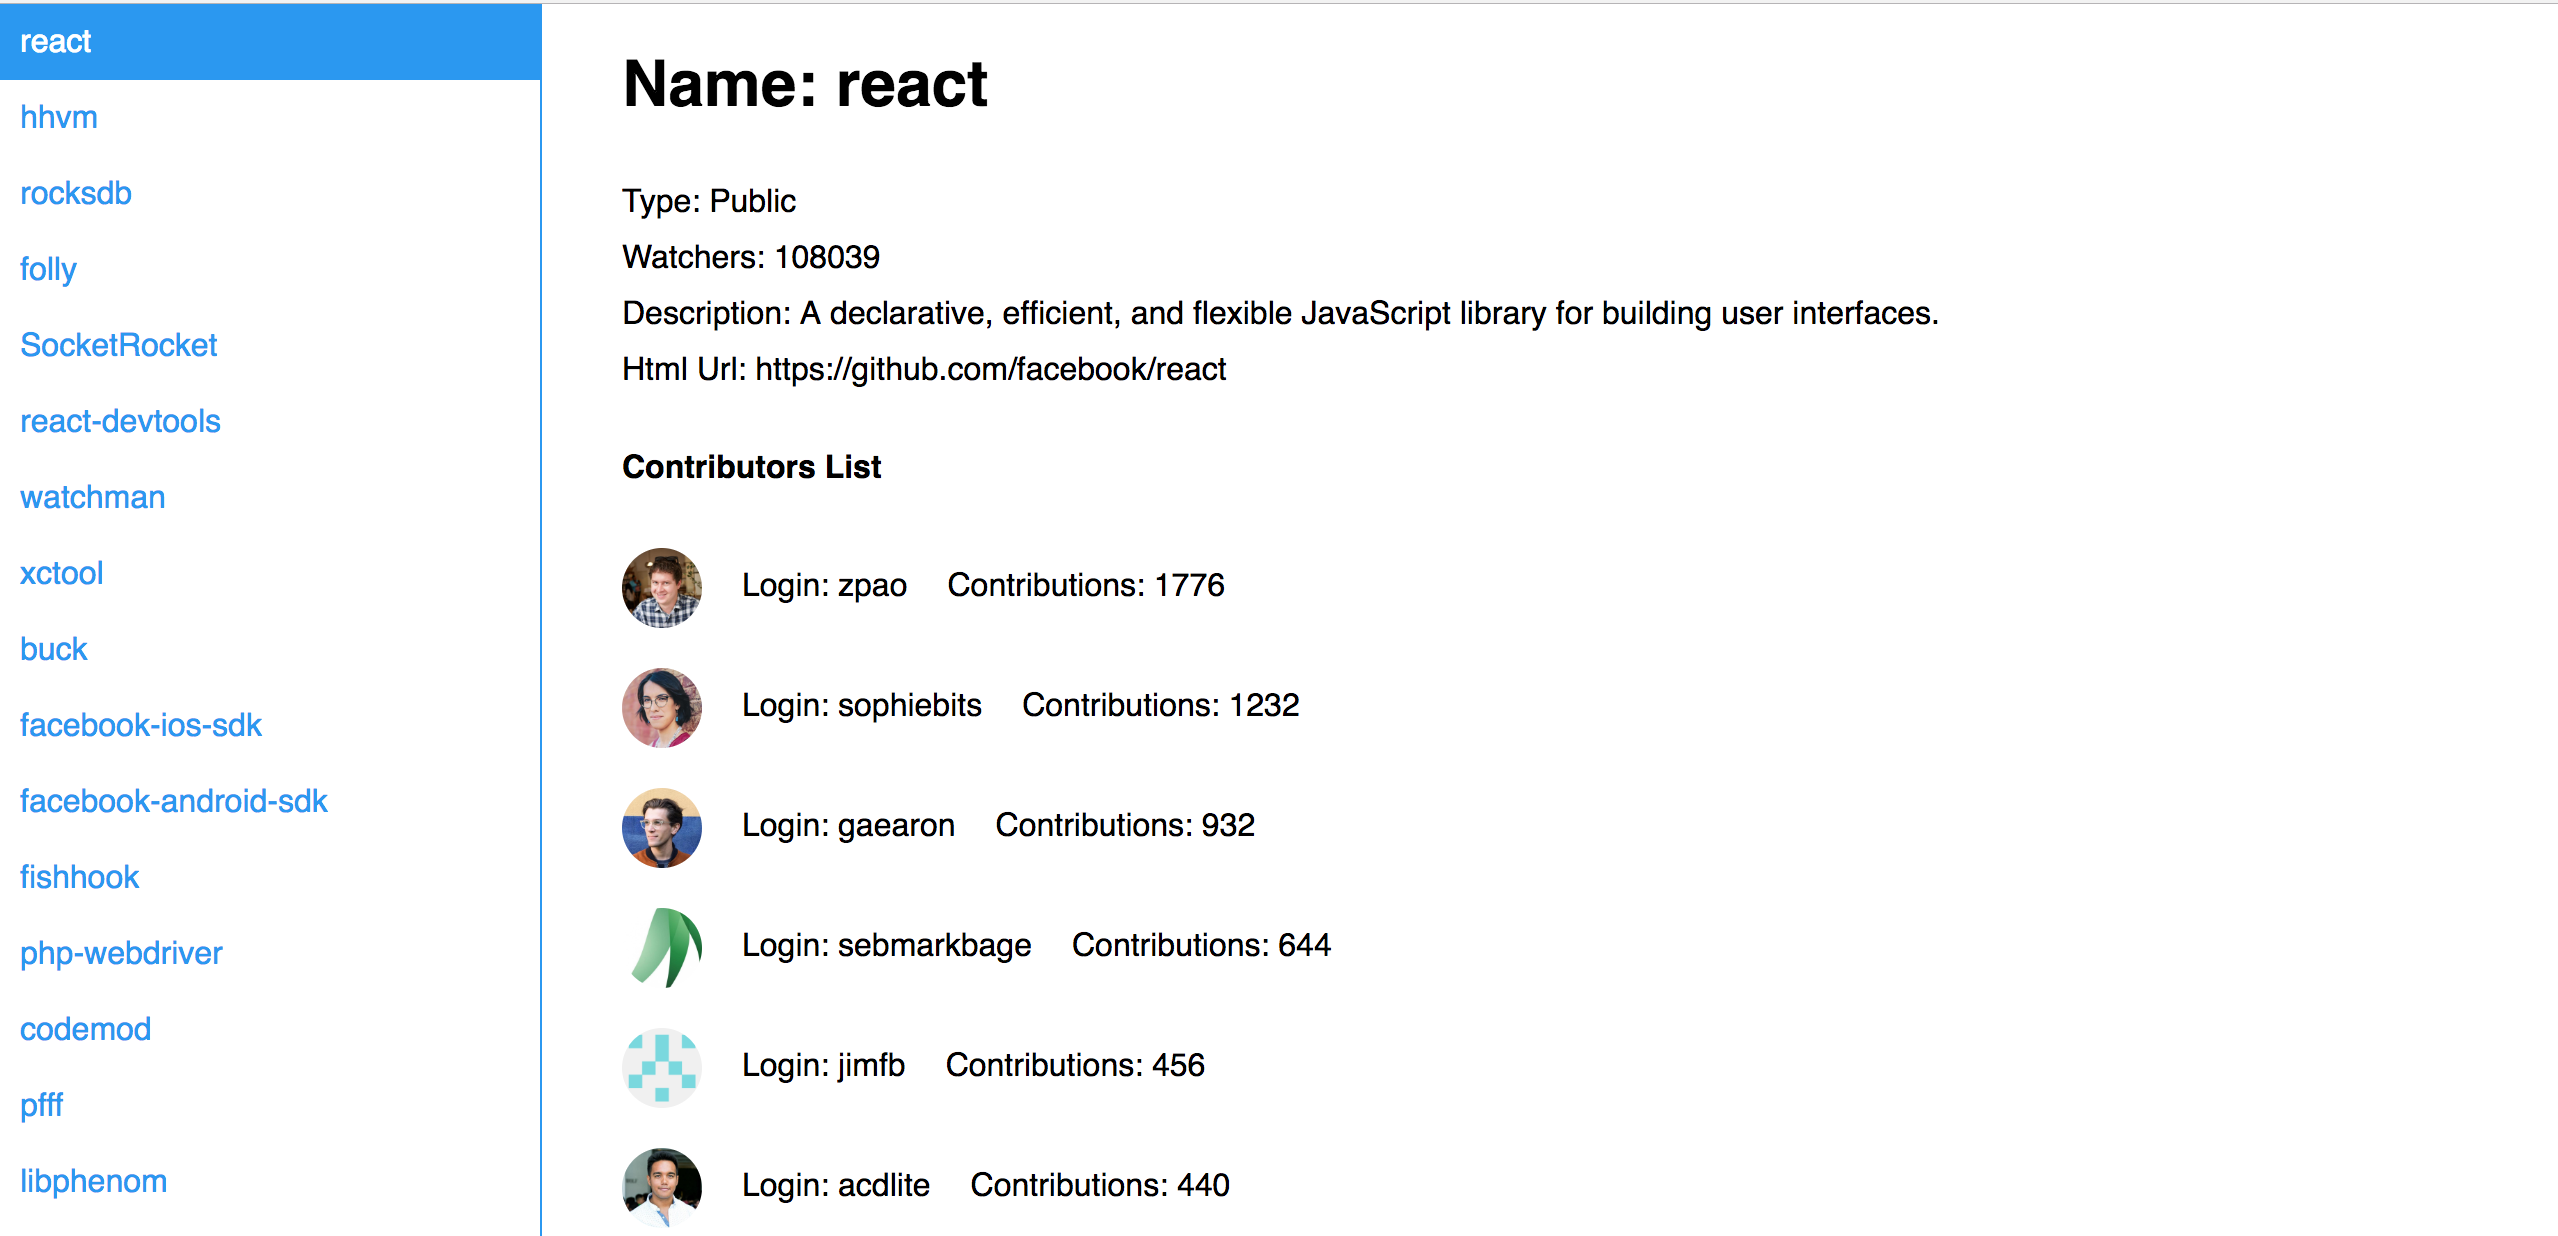 react
hhvm
rocksdb
folly
SocketRocket
react-devtools
watchman
xctool
buck
facebook-ios-sdk
facebook-android-sdk
fishhook
php-webdriver
codemod
pfff
libphenom
Name: react
Type: Public
Watchers: 108039
Description: A declarative, efficient, and flexible JavaScript library for building user interfaces.
Html Url: https://github.com/facebook/react
Contributors List
Login: zpao Contributions: 1776
Login: sophiebits Contributions: 1232
Login: gaearon Contributions: 932
Login: sebmarkbage Contributions: 644
Login: jimfb Contributions: 456
Login: acdlite Contributions: 440